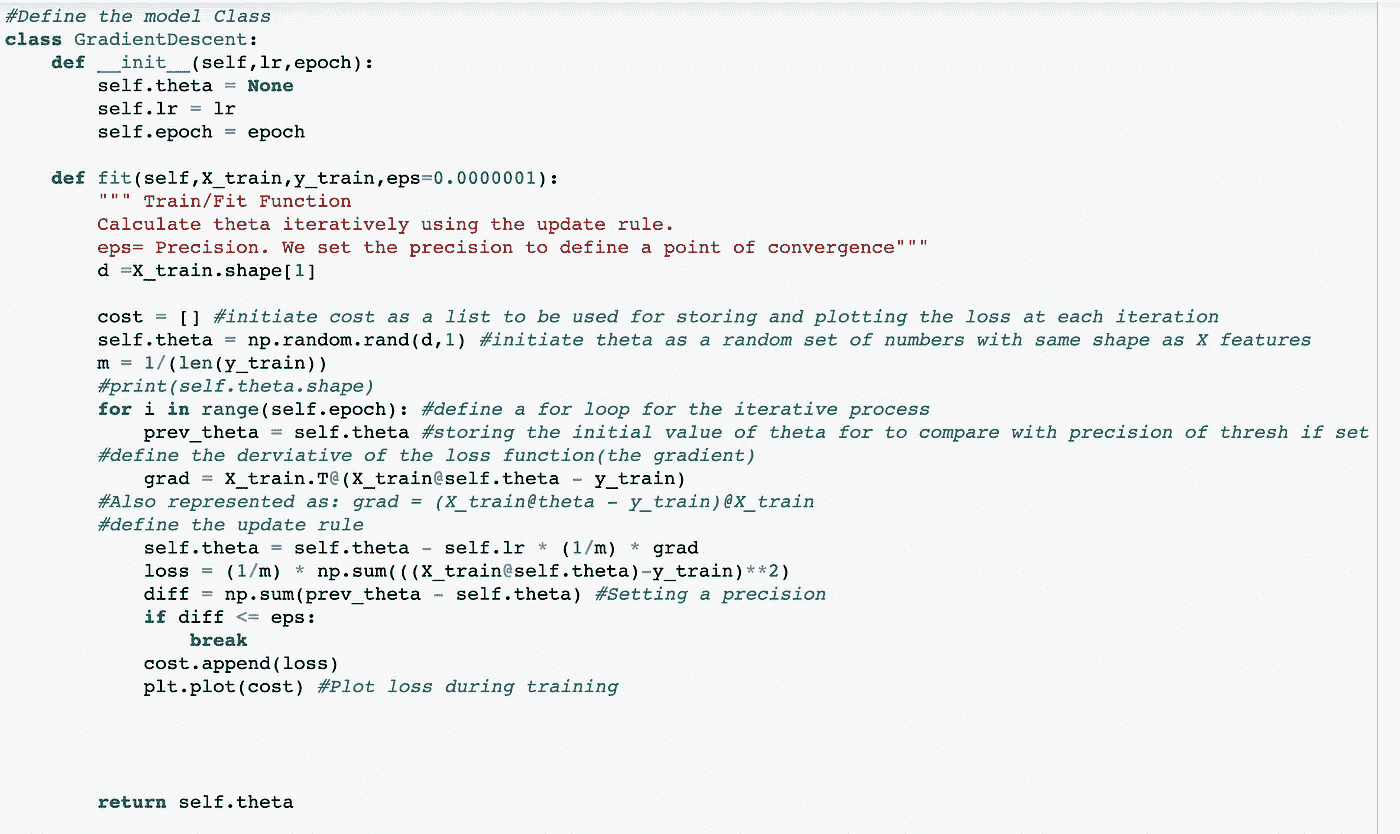 #Define the model Class
class GradientDescent:
    def __init__(self,lr,epoch):
        self.theta = None
        self.lr = lr
        self.epoch = epoch

    def fit(self,X_train,y_train,eps=0.0000001):
        """ Train/Fit Function
        Calculate theta iteratively using the update rule.
        eps= Precision. We set the precision to define a point of convergence"""
        d =X_train.shape[1]

        cost = [] #initiate cost as a list to be used for storing and plotting the loss at each iteration
        self.theta = np.random.rand(d,1) #initiate theta as a random set of numbers with same shape as X features
        m = 1/(len(y_train))
        #print(self.theta.shape)
        for i in range(self.epoch): #define a for loop for the iterative process
            prev_theta = self.theta #storing the initial value of theta for to compare with precision of thresh if set
        #define the derviative of the loss function(the gradient)
            grad = X_train.T@(X_train@self.theta - y_train)
        #Also represented as: grad = (X_train@theta - y_train)@X_train
        #define the update rule
            self.theta = self.theta - self.lr * (1/m) * grad
            loss = (1/m) * np.sum(((X_train@self.theta)-y_train)**2)
            diff = np.sum(prev_theta - self.theta) #Setting a precision
            if diff <= eps:
                break
            cost.append(loss)
            plt.plot(cost) #Plot loss during training

        return self.theta